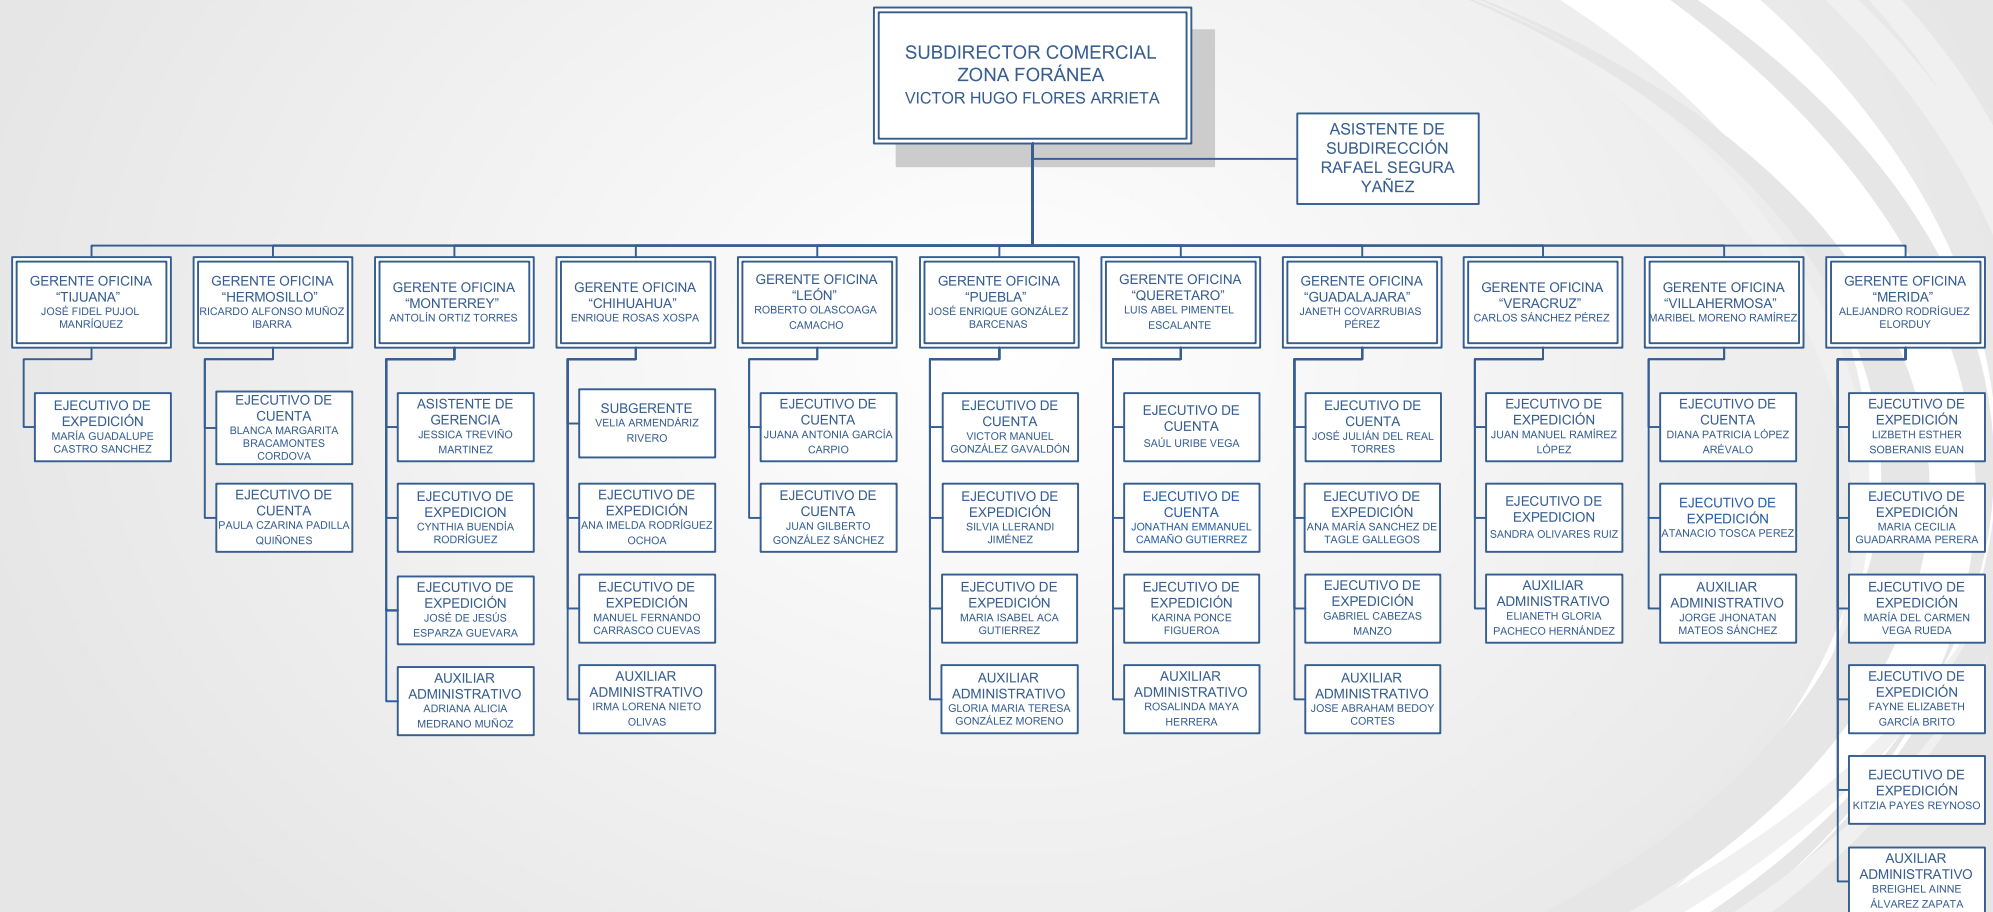 SUBDIRECTOR COMERCIAL
ZONA FORÁNEA
VICTOR HUGO FLORES ARRIETA
ASISTENTE DE
SUBDIRECCIÓN
RAFAEL SEGURA
YAÑEZ
GERENTE OFICINA
“TIJUANA”
JOSÉ FIDEL PUJOL
MANRÍQUEZ
EJECUTIVO DE
EXPEDICIÓN
MARÍA GUADALUPE
CASTRO SANCHEZ
GERENTE OFICINA
“HERMOSILLO”
RICARDO ALFONSO MUÑOZ
IBARRA
EJECUTIVO DE
CUENTA
BLANCA MARGARITA
BRACAMONTES
CORDOVA
EJECUTIVO DE
CUENTA
PAULA CZARINA PADILLA
QUIÑONES
GERENTE OFICINA
“MONTERREY”
ANTOLÍN ORTIZ TORRES
ASISTENTE DE
GERENCIA
JESSICA TREVIÑO
MARTINEZ
EJECUTIVO DE
EXPEDICION
CYNTHIA BUENDÍA
RODRÍGUEZ
EJECUTIVO DE
EXPEDICIÓN
JOSÉ DE JESÚS
ESPARZA GUEVARA
AUXILIAR
ADMINISTRATIVO
ADRIANA ALICIA
MEDRANO MUÑOZ
GERENTE OFICINA
“CHIHUAHUA”
ENRIQUE ROSAS XOSPA
SUBGERENTE
VELIA ARMENDÁRIZ
RIVERO
EJECUTIVO DE
EXPEDICIÓN
ANA IMELDA RODRÍGUEZ
OCHOA
EJECUTIVO DE
EXPEDICIÓN
MANUEL FERNANDO
CARRASCO CUEVAS
AUXILIAR
ADMINISTRATIVO
IRMA LORENA NIETO
OLIVAS
GERENTE OFICINA
“LEÓN”
ROBERTO OLASCOAGA
CAMACHO
EJECUTIVO DE
CUENTA
JUANA ANTONIA GARCÍA
CARPIO
EJECUTIVO DE
CUENTA
JUAN GILBERTO
GONZÁLEZ SÁNCHEZ
GERENTE OFICINA
“PUEBLA”
JOSÉ ENRIQUE GONZÁLEZ
BARCENAS
EJECUTIVO DE
CUENTA
VICTOR MANUEL
GONZÁLEZ GAVALDÓN
EJECUTIVO DE
EXPEDICIÓN
SILVIA LLERANDI
JIMÉNEZ
EJECUTIVO DE
EXPEDICIÓN
MARIA ISABEL ACA
GUTIERREZ
AUXILIAR
ADMINISTRATIVO
GLORIA MARIA TERESA
GONZÁLEZ MORENO
GERENTE OFICINA
“QUERETARO”
LUIS ABEL PIMENTEL
ESCALANTE
EJECUTIVO DE
CUENTA
SAÚL URIBE VEGA
EJECUTIVO DE
CUENTA
JONATHAN EMMANUEL
CAMAÑO GUTIERREZ
EJECUTIVO DE
EXPEDICIÓN
KARINA PONCE
FIGUEROA
AUXILIAR
ADMINISTRATIVO
ROSALINDA MAYA
HERRERA
GERENTE OFICINA
“GUADALAJARA”
JANETH COVARRUBIAS
PÉREZ
EJECUTIVO DE
CUENTA
JOSÉ JULIÁN DEL REAL
TORRES
EJECUTIVO DE
EXPEDICIÓN
ANA MARÍA SANCHEZ DE
TAGLE GALLEGOS
EJECUTIVO DE
EXPEDICIÓN
GABRIEL CABEZAS
MANZO
AUXILIAR
ADMINISTRATIVO
JOSE ABRAHAM BEDOY
CORTES
GERENTE OFICINA
“VERACRUZ”
CARLOS SÁNCHEZ PÉREZ
EJECUTIVO DE
EXPEDICIÓN
JUAN MANUEL RAMÍREZ
LÓPEZ
EJECUTIVO DE
EXPEDICION
SANDRA OLIVARES RUIZ
AUXILIAR
ADMINISTRATIVO
ELIANETH GLORIA
PACHECO HERNÁNDEZ
GERENTE OFICINA
“VILLAHERMOSA”
MARIBEL MORENO RAMÍREZ
EJECUTIVO DE
CUENTA
DIANA PATRICIA LÓPEZ
ARÉVALO
EJECUTIVO DE
EXPEDICIÓN
ATANACIO TOSCA PEREZ
AUXILIAR
ADMINISTRATIVO
JORGE JHONATAN
MATEOS SÁNCHEZ
GERENTE OFICINA
“MERIDA”
ALEJANDRO RODRÍGUEZ
ELORDUY
EJECUTIVO DE
EXPEDICIÓN
LIZBETH ESTHER
SOBERANIS EUAN
EJECUTIVO DE
EXPEDICIÓN
MARIA CECILIA
GUADARRAMA PERERA
EJECUTIVO DE
EXPEDICIÓN
MARÍA DEL CARMEN
VEGA RUEDA
EJECUTIVO DE
EXPEDICIÓN
FAYNE ELIZABETH
GARCÍA BRITO
EJECUTIVO DE
EXPEDICIÓN
KITZIA PAYES REYNOSO
AUXILIAR
ADMINISTRATIVO
BREIGHEL AINNE
ÁLVAREZ ZAPATA